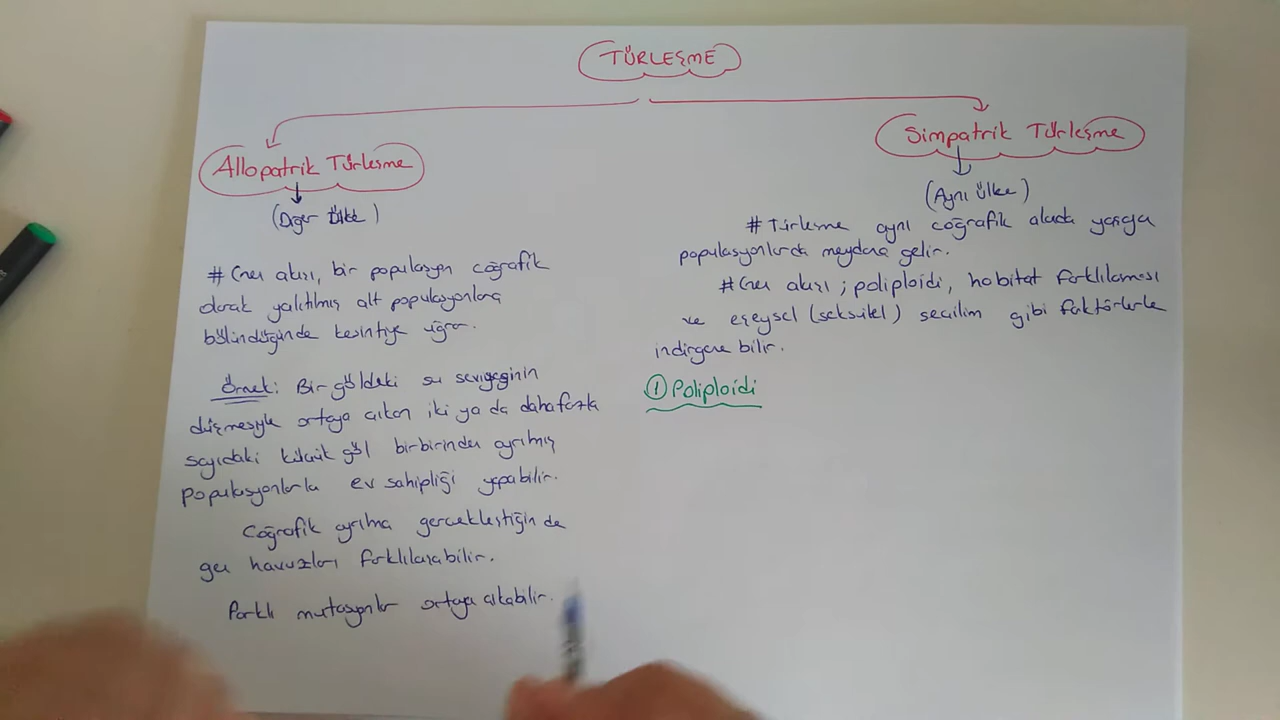 TÜRLEŞME
Allopatrik Türleşme
(Diğer Ülke)
# Gen akışı, bir populasyon coğrafik
olarak yalıtılmış alt populasyonlara
bölündüğünde kesintiye uğrar.
Örnek: Bir göldeki su seviyesinin
düşmesiyle ortaya çıkan iki ya da daha fazla
sayıdaki küçük göl birbirinden ayrılmış
populasyonlarla ev sahipliği yapabilir.
Coğrafik ayrılma gerçekleştiğin de
gen havuzları farklılaşabilir.
Farklı mutasyonlar ortaya çıkabilir.
Simpatrik Türleşme
(Aynı Ülke)
# Türleşme aynı coğrafik alanda yaşayan
populasyonlarda meydana gelir.
# Gen akışı; poliploidi, habitat farklılaşması
ve eşeysel (seksüel) seçilim gibi faktörlerle
indirgene bilir.
① Poliploidi